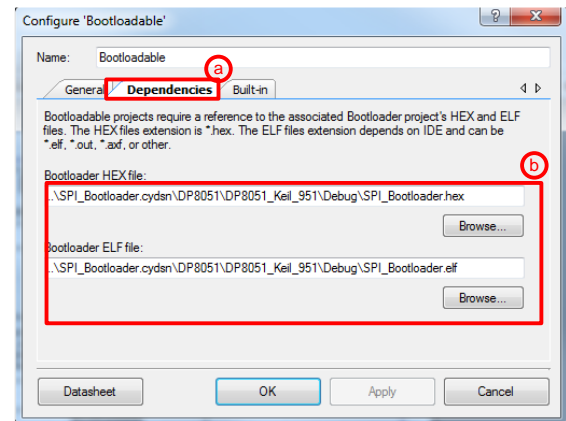 Configure 'Bootloadable'
Name: Bootloadable
a
General Dependencies Built-in
Bootloadable projects require a reference to the associated Bootloader project's HEX and ELF
files. The HEX files extension is *.hex. The ELF files extension depends on IDE and can be
*.elf, *.out, *.axf, or other.
b
Bootloader HEX file:
..\SPI_Bootloader.cydsn\DP8051\DP8051_Keil_951\Debug\SPI_Bootloader.hex
Browse...
Bootloader ELF file:
..\SPI_Bootloader.cydsn\DP8051\DP8051_Keil_951\Debug\SPI_Bootloader.elf
Browse...
Datasheet OK Apply Cancel